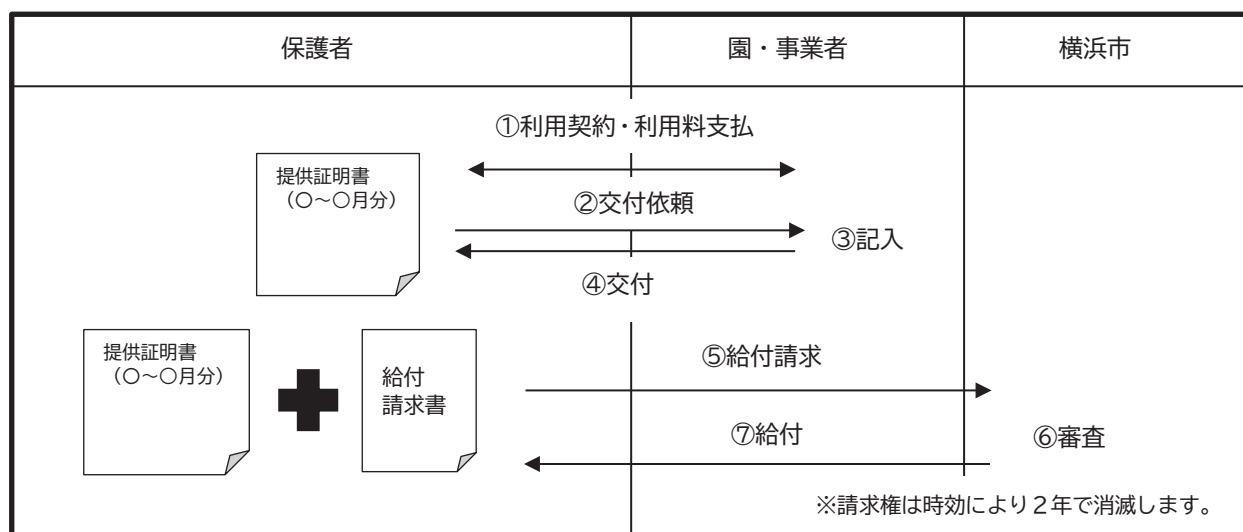 保護者
園・事業者
横浜市
①利用契約・利用料支払
提供証明書
（〇～〇月分）
②交付依頼
③記入
④交付
提供証明書
（〇～〇月分）
給付
請求書
⑤給付請求
⑦給付
⑥審査
※請求権は時効により２年で消滅します。